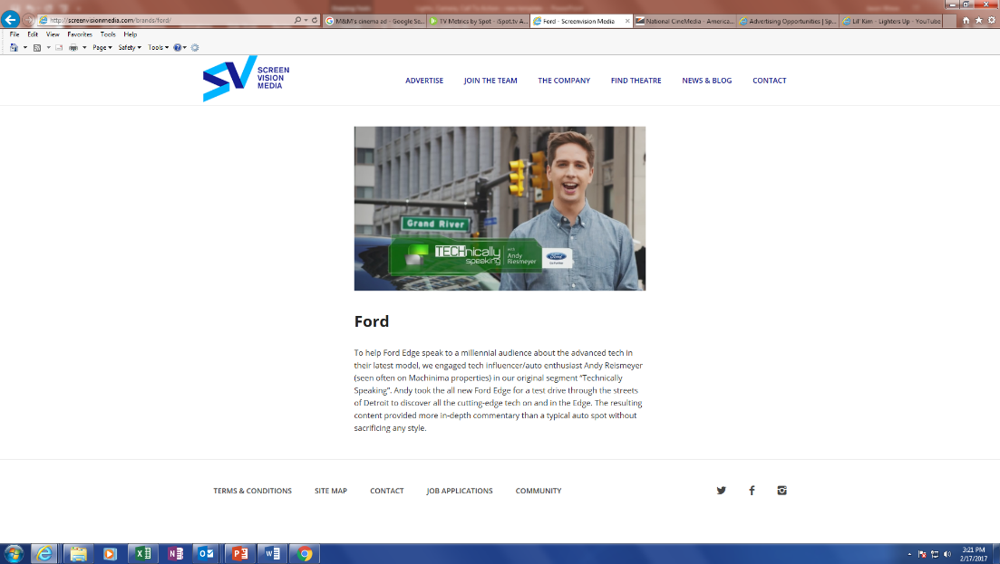 http://screenvisionmedia.com/brands/ford/
M&M's cinema ad - Google Se...
TV Metrics by Spot - iSpot.tv A...
Ford - Screenvision Media
National CineMedia - America...
Advertising Opportunities | Sp...
Lil' Kim - Lighters Up - YouTube
File Edit View Favorites Tools Help
Page Safety Tools
SCREEN
VISION
MEDIA
ADVERTISE JOIN THE TEAM THE COMPANY FIND THEATRE NEWS & BLOG CONTACT
Grand River
TECHnically
speaking
with
Andy
Riesmeyer
Ford
Go Further
Ford
To help Ford Edge speak to a millennial audience about the advanced tech in
their latest model, we engaged tech influencer/auto enthusiast Andy Reismeyer
(seen often on Machinima properties) in our original segment “Technically
Speaking”. Andy took the all new Ford Edge for a test drive through the streets
of Detroit to discover all the cutting-edge tech on and in the Edge. The resulting
content provided more in-depth commentary than a typical auto spot without
sacrificing any style.
TERMS & CONDITIONS SITE MAP CONTACT JOB APPLICATIONS COMMUNITY
3:21 PM
2/17/2017